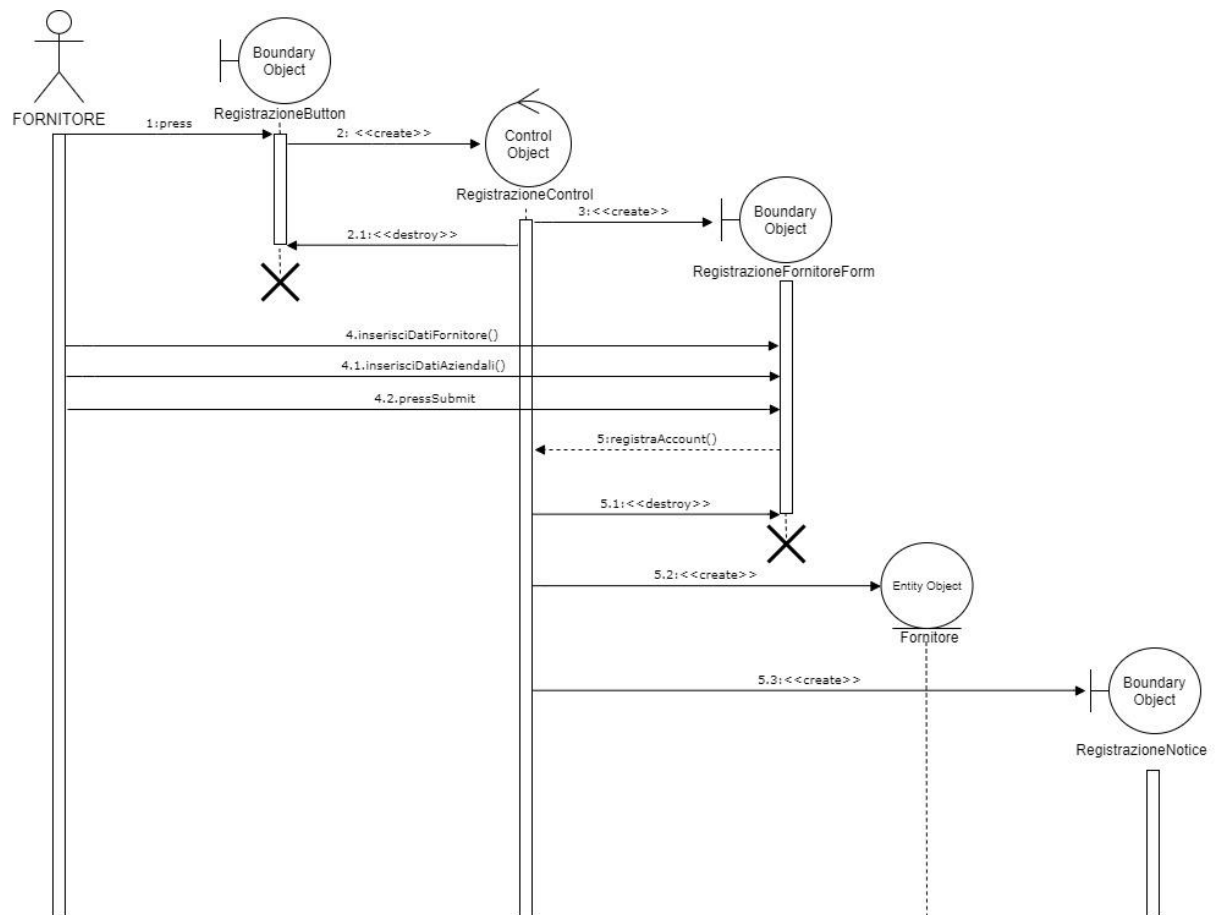 Boundary
Object
FORNITORE
RegistrazioneButton
1:press
2: <<create>>
Control
Object
RegistrazioneControl
3:<<create>>
Boundary
Object
2.1:<<destroy>>
RegistrazioneFornitoreForm
4.inserisciDatiFornitore()
4.1.inserisciDatiAziendali()
4.2.pressSubmit
5:registraAccount()
5.1:<<destroy>>
5.2:<<create>>
Entity Object
Fornitore
5.3:<<create>>
Boundary
Object
RegistrazioneNotice